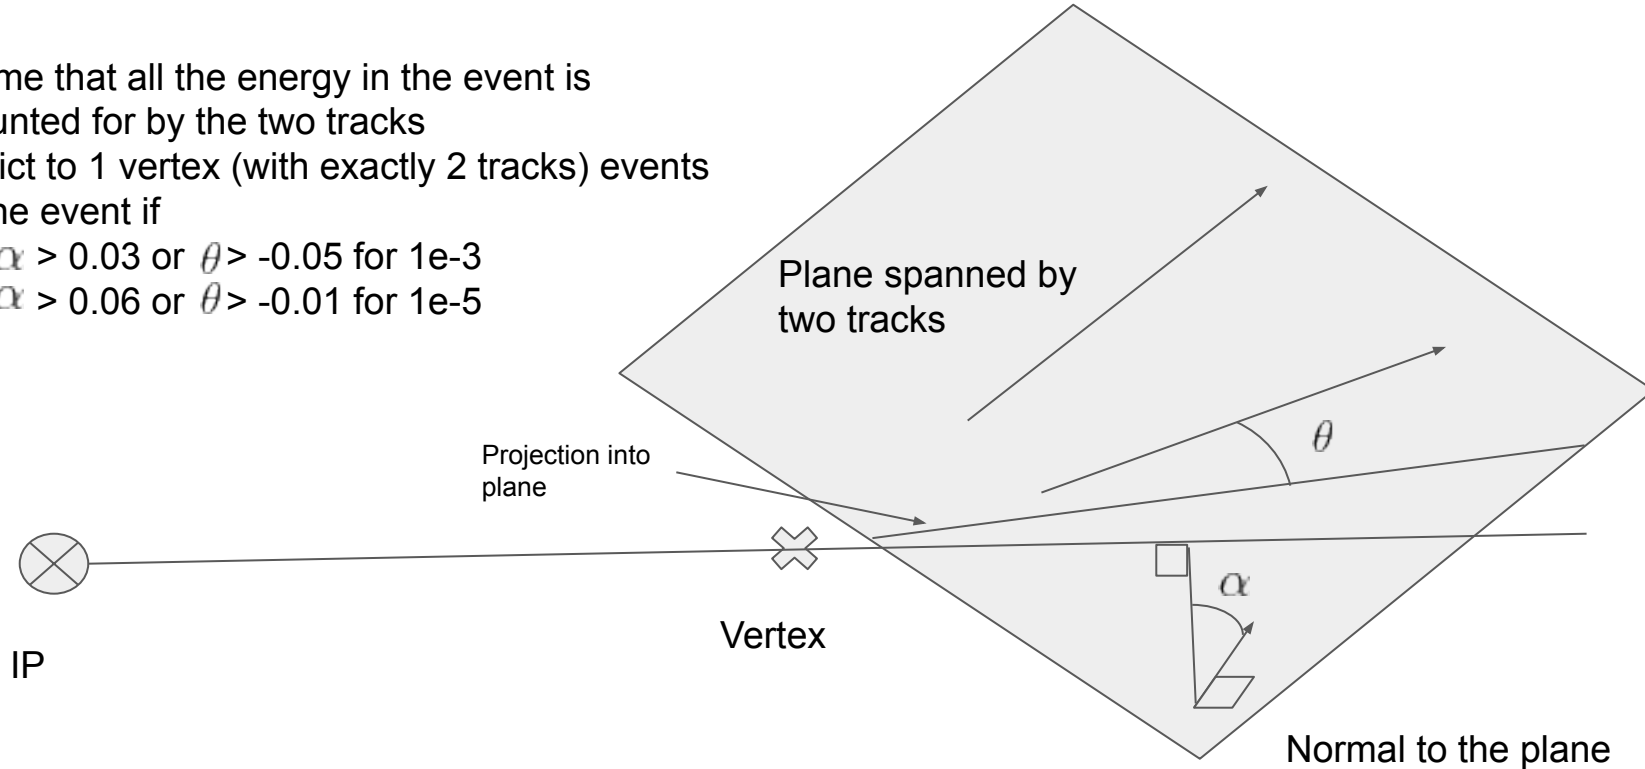 me that all the energy in the event is
unted for by the two tracks
ict to 1 vertex (with exactly 2 tracks) events
ne event if
α > 0.03 or θ > -0.05 for 1e-3
α > 0.06 or θ > -0.01 for 1e-5
Plane spanned by
two tracks
θ
Projection into
plane
α
Vertex
IP
Normal to the plane